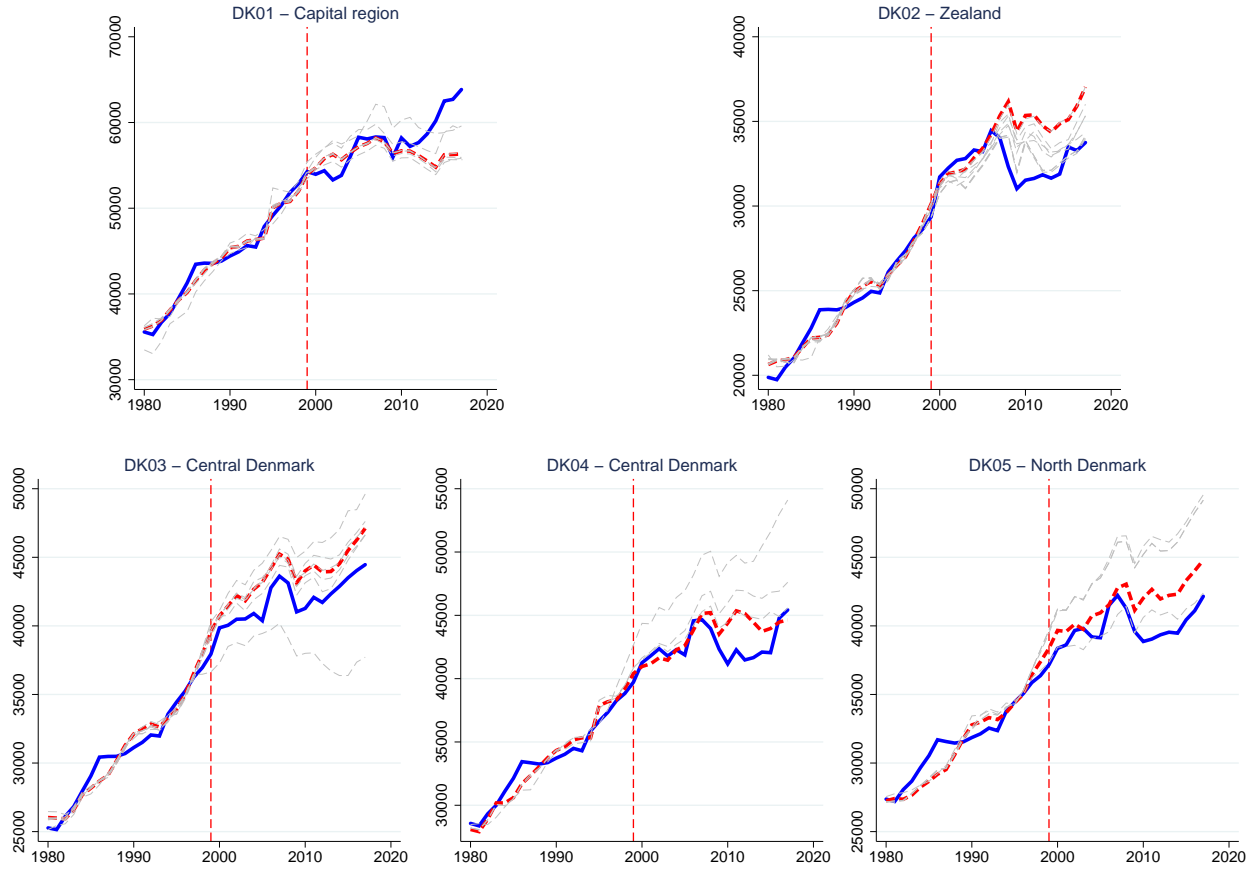 DK01 – Capital region
70000
60000
50000
40000
30000
1980 1990 2000 2010 2020
DK02 – Zealand
40000
35000
30000
25000
20000
1980 1990 2000 2010 2020
DK03 – Central Denmark
50000
45000
40000
35000
30000
25000
1980 1990 2000 2010 2020
DK04 – Central Denmark
55000
50000
45000
40000
35000
30000
1980 1990 2000 2010 2020
DK05 – North Denmark
50000
45000
40000
35000
30000
25000
1980 1990 2000 2010 2020